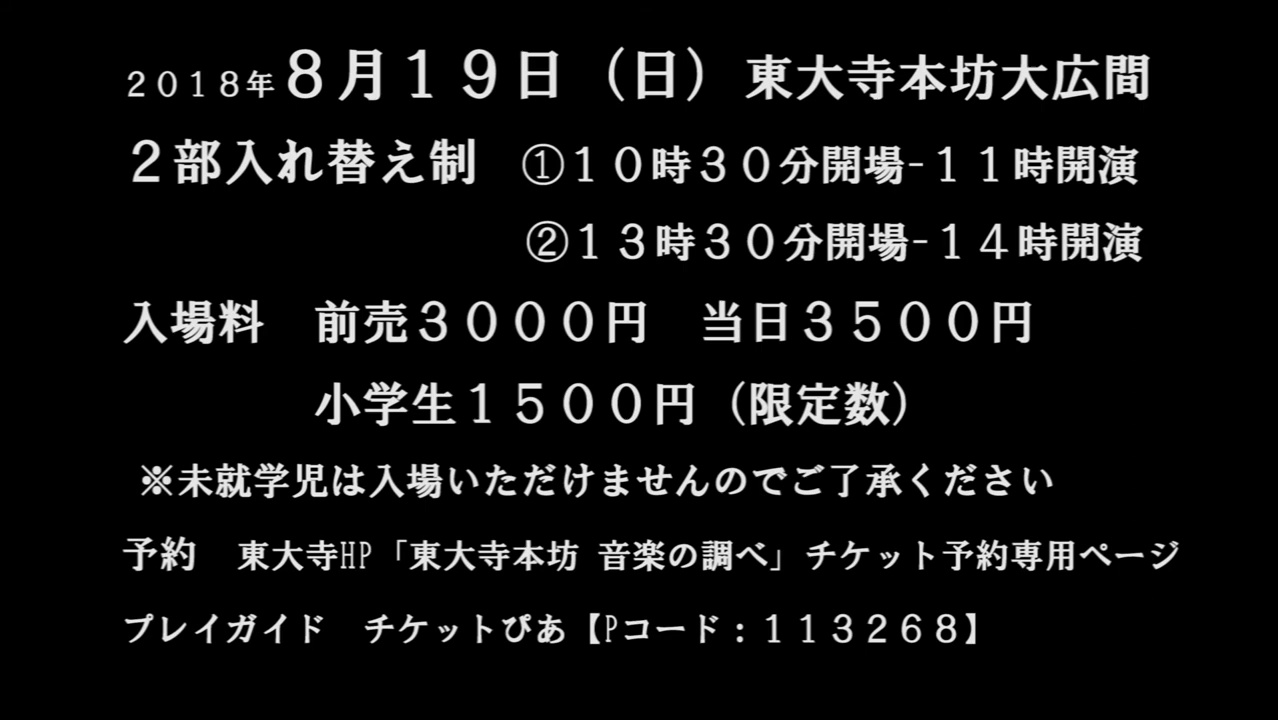 ２０１８年８月１９日（日）東大寺本坊大広間
２部入れ替え制　①１０時３０分開場-１１時開演
②１３時３０分開場-１４時開演
入場料　前売３０００円　当日３５００円
小学生１５００円（限定数）
※未就学児は入場いただけませんのでご了承ください
予約　東大寺HP「東大寺本坊 音楽の調べ」チケット予約専用ページ
プレイガイド　チケットぴあ【Pコード：１１３２６８】